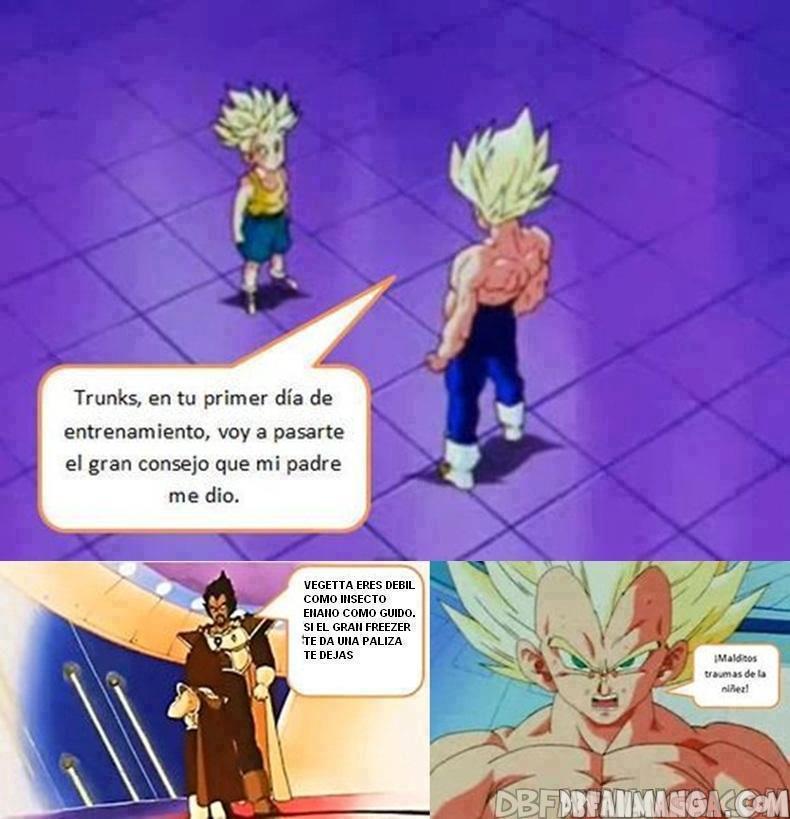 Trunks, en tu primer día de
entrenamiento, voy a pasarte
el gran consejo que mi padre
me dio.
VEGETTA ERES DEBIL
COMO INSECTO
ENANO COMO GUIDO.
SI EL GRAN FREEZER
TE DA UNA PALIZA
TE DEJAS
¡Malditos
traumas de la
niñez!
DBFANMANGA.COM